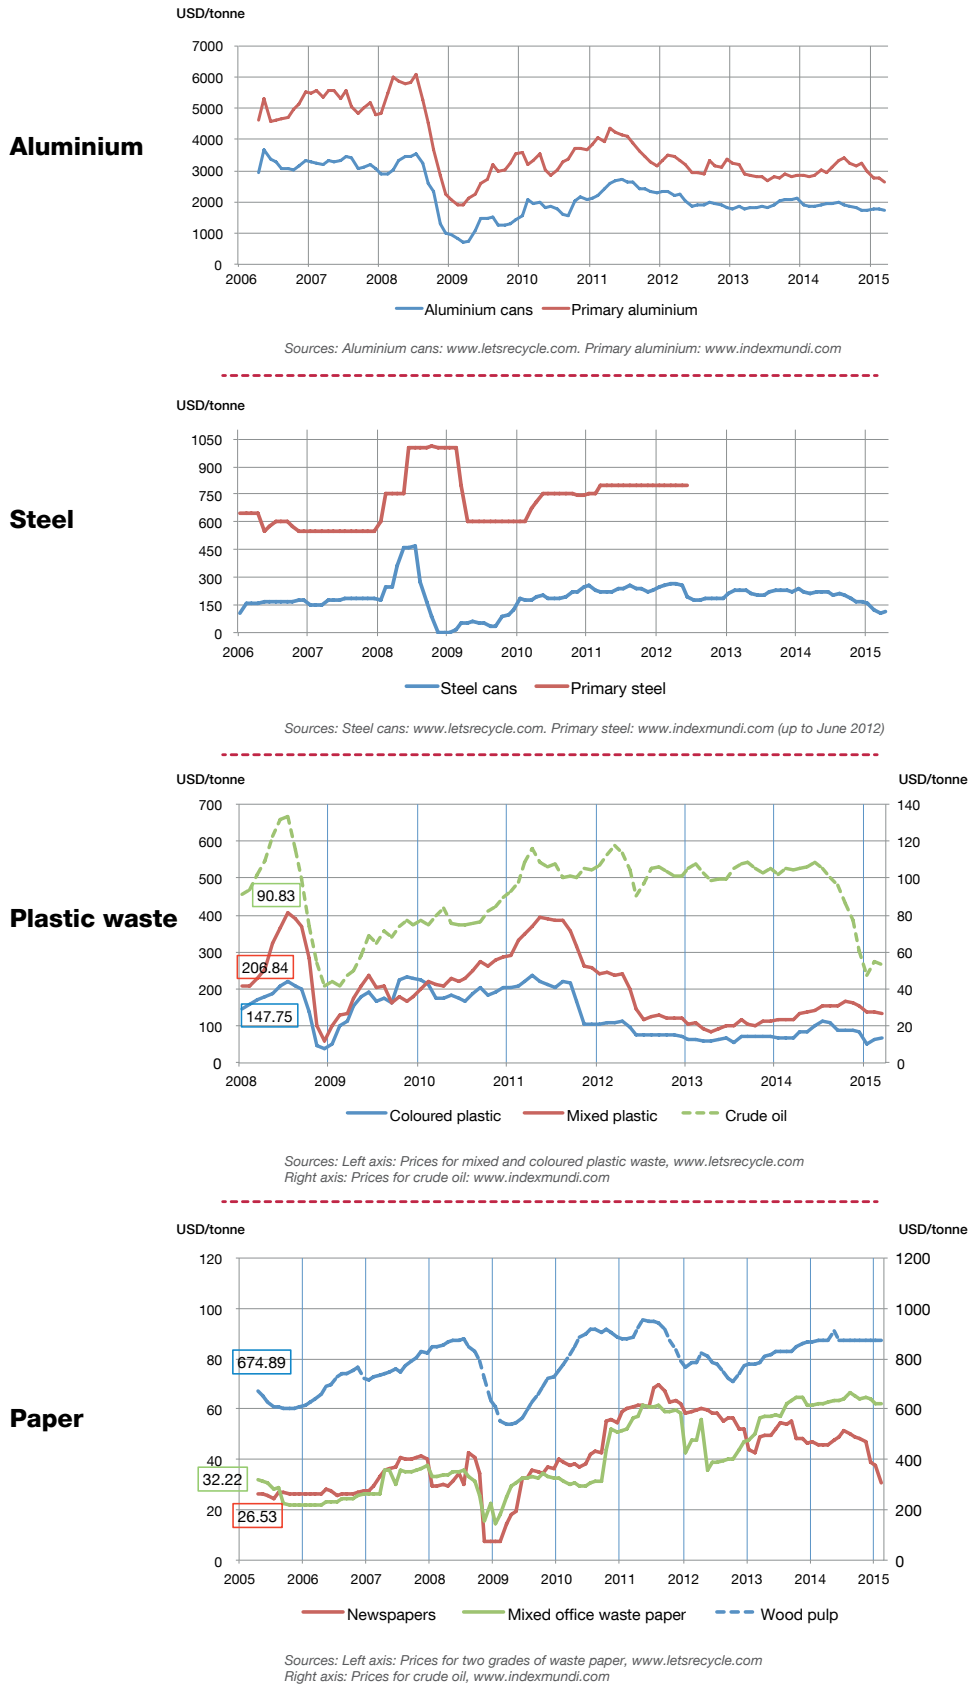 USD/tonne
Aluminium
7000
6000
5000
4000
3000
2000
1000
0
2006 2007 2008 2009 2010 2011 2012 2013 2014 2015
Aluminium cans Primary aluminium
Sources: Aluminium cans: www.letsrecycle.com. Primary aluminium: www.indexmundi.com
USD/tonne
Steel
1050
900
750
600
450
300
150
0
2006 2007 2008 2009 2010 2011 2012 2013 2014 2015
Steel cans Primary steel
Sources: Steel cans: www.letsrecycle.com. Primary steel: www.indexmundi.com (up to June 2012)
USD/tonne USD/tonne
Plastic waste
700 140
600 120
500 100
90.83
400 80
300 60
206.84
200 40
147.75
100 20
0 0
2008 2009 2010 2011 2012 2013 2014 2015
Coloured plastic Mixed plastic Crude oil
Sources: Left axis: Prices for mixed and coloured plastic waste, www.letsrecycle.com
Right axis: Prices for crude oil: www.indexmundi.com
USD/tonne USD/tonne
Paper
120 1200
100 1000
80 800
674.89
60 600
40 400
32.22
20 200
26.53
0 0
2005 2006 2007 2008 2009 2010 2011 2012 2013 2014 2015
Newspapers Mixed office waste paper Wood pulp
Sources: Left axis: Prices for two grades of waste paper, www.letsrecycle.com
Right axis: Prices for crude oil, www.indexmundi.com